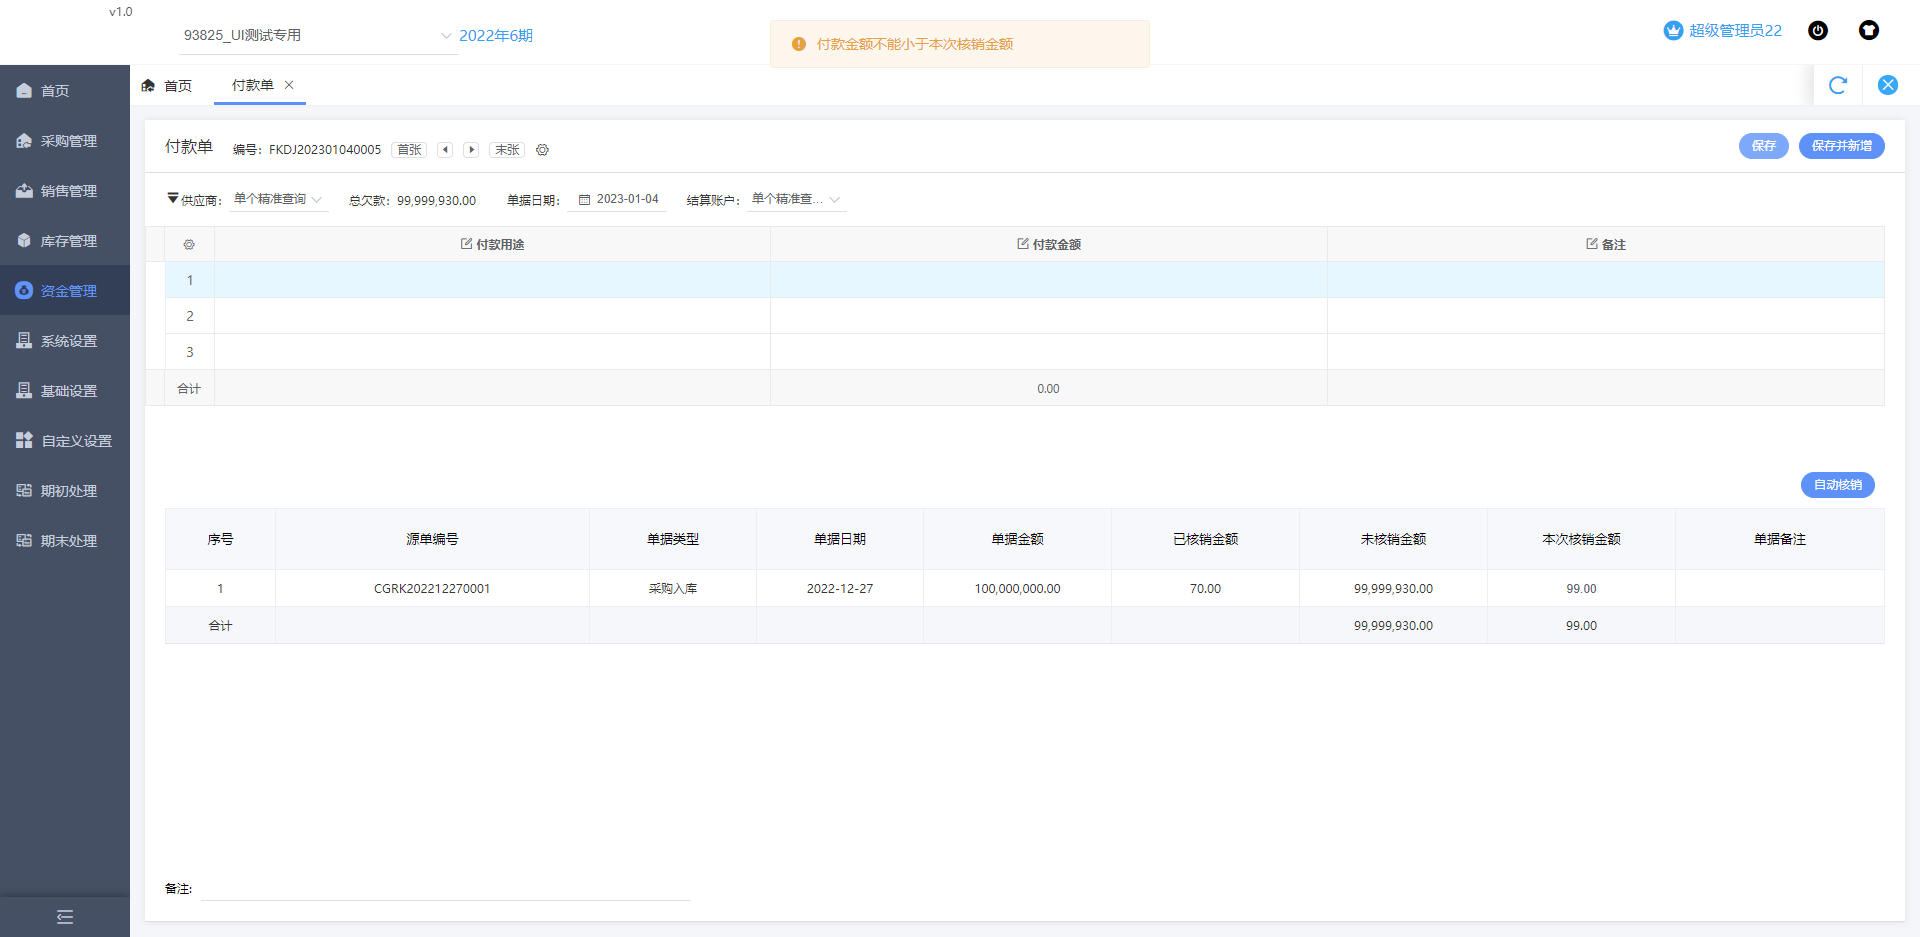 v1.0
93825_UI测试专用
2022年6期
付款金额不能小于本次核销金额
超级管理员22
首页
采购管理
销售管理
库存管理
资金管理
系统设置
基础设置
自定义设置
期初处理
期末处理
首页 付款单
付款单 编号: FKDJ202301040005 首张 末张 保存 保存并新增
供应商: 单个精准查询 总欠款: 99,999,930.00 单据日期: 2023-01-04 结算账户: 单个精准查...
付款用途 付款金额 备注
1
2
3
合计 0.00
自动核销
序号 源单编号 单据类型 单据日期 单据金额 已核销金额 未核销金额 本次核销金额 单据备注
1 CGRK202212270001 采购入库 2022-12-27 100,000,000.00 70.00 99,999,930.00 99.00
合计 99,999,930.00 99.00
备注: